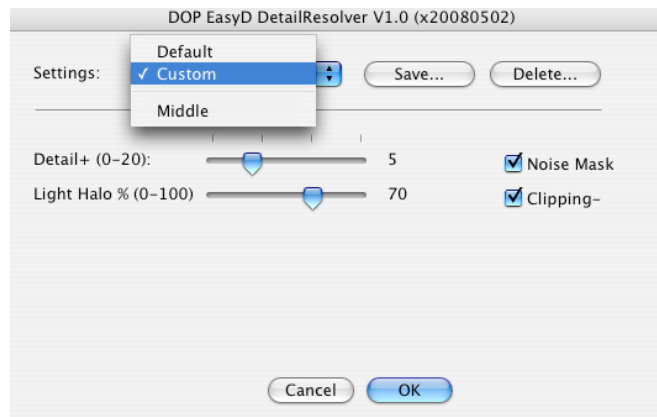 DOP EasyD DetailResolver V1.0 (x20080502)
Default
Settings: ✓ Custom Save... Delete...
Middle
Detail+ (0-20): 5 Noise Mask
Light Halo % (0-100) 70 Clipping-
Cancel OK